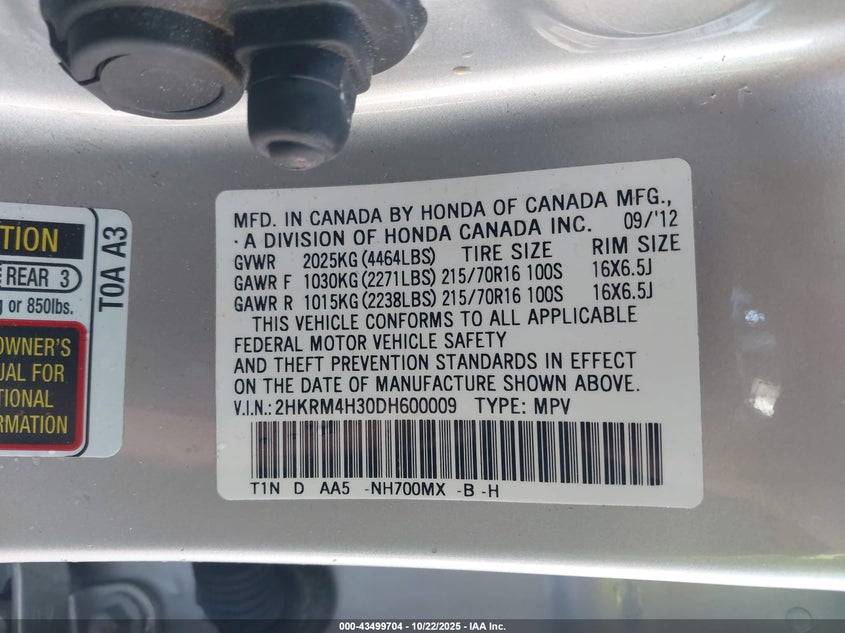 TION
REAR 3
g or 850lbs.
OWNER'S
UAL FOR
TIONAL
RMATION
T0A A3
MFD. IN CANADA BY HONDA OF CANADA MFG.,
· A DIVISION OF HONDA CANADA INC. 09/'12
GVWR 2025KG(4464LBS) TIRE SIZE RIM SIZE
GAWR F 1030KG(2271LBS) 215/70R16 100S 16X6.5J
GAWR R 1015KG(2238LBS) 215/70R16 100S 16X6.5J
THIS VEHICLE CONFORMS TO ALL APPLICABLE
FEDERAL MOTOR VEHICLE SAFETY
AND THEFT PREVENTION STANDARDS IN EFFECT
ON THE DATE OF MANUFACTURE SHOWN ABOVE.
V.I.N.: 2HKRM4H30DH600009 TYPE: MPV
T1N D AA5 -NH700MX -B -H
000-43499704 - 10/22/2025 - IAA Inc.